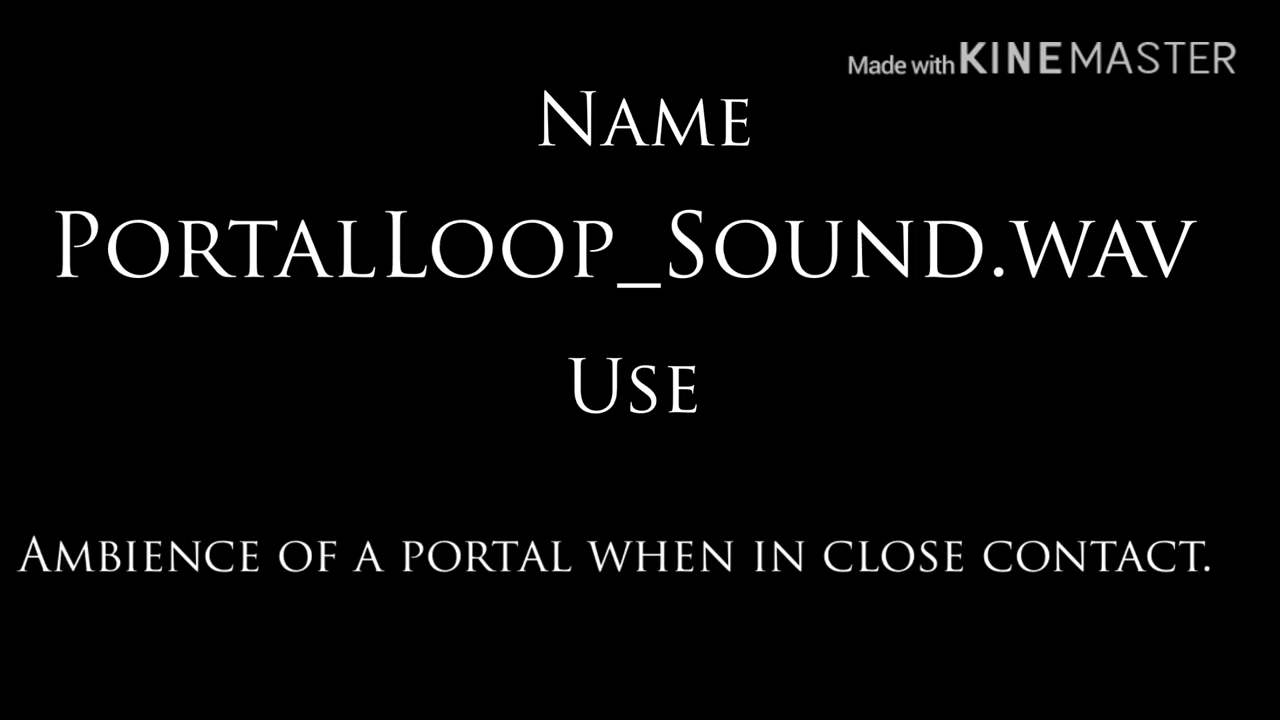 Made with KINEMASTER
Name
PortalLoop_Sound.wav
Use
Ambience of a portal when in close contact.